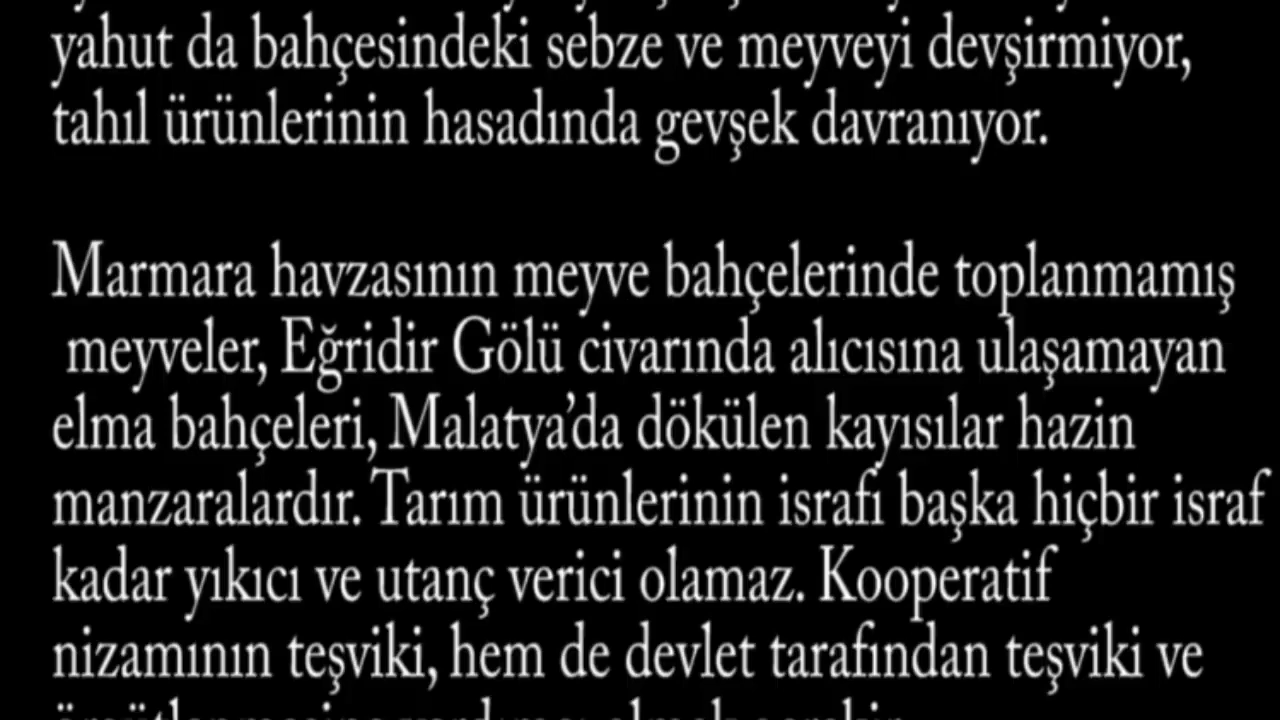 yahut da bahçesindeki sebze ve meyveyi devşirmiyor,
tahıl ürünlerinin hasadında gevşek davranıyor.
Marmara havzasının meyve bahçelerinde toplanmamış
meyveler, Eğridir Gölü civarında alıcısına ulaşamayan
elma bahçeleri, Malatya’da dökülen kayısılar hazin
manzaralardır. Tarım ürünlerinin israfı başka hiçbir israf
kadar yıkıcı ve utanç verici olamaz. Kooperatif
nizamının teşviki, hem de devlet tarafından teşviki ve